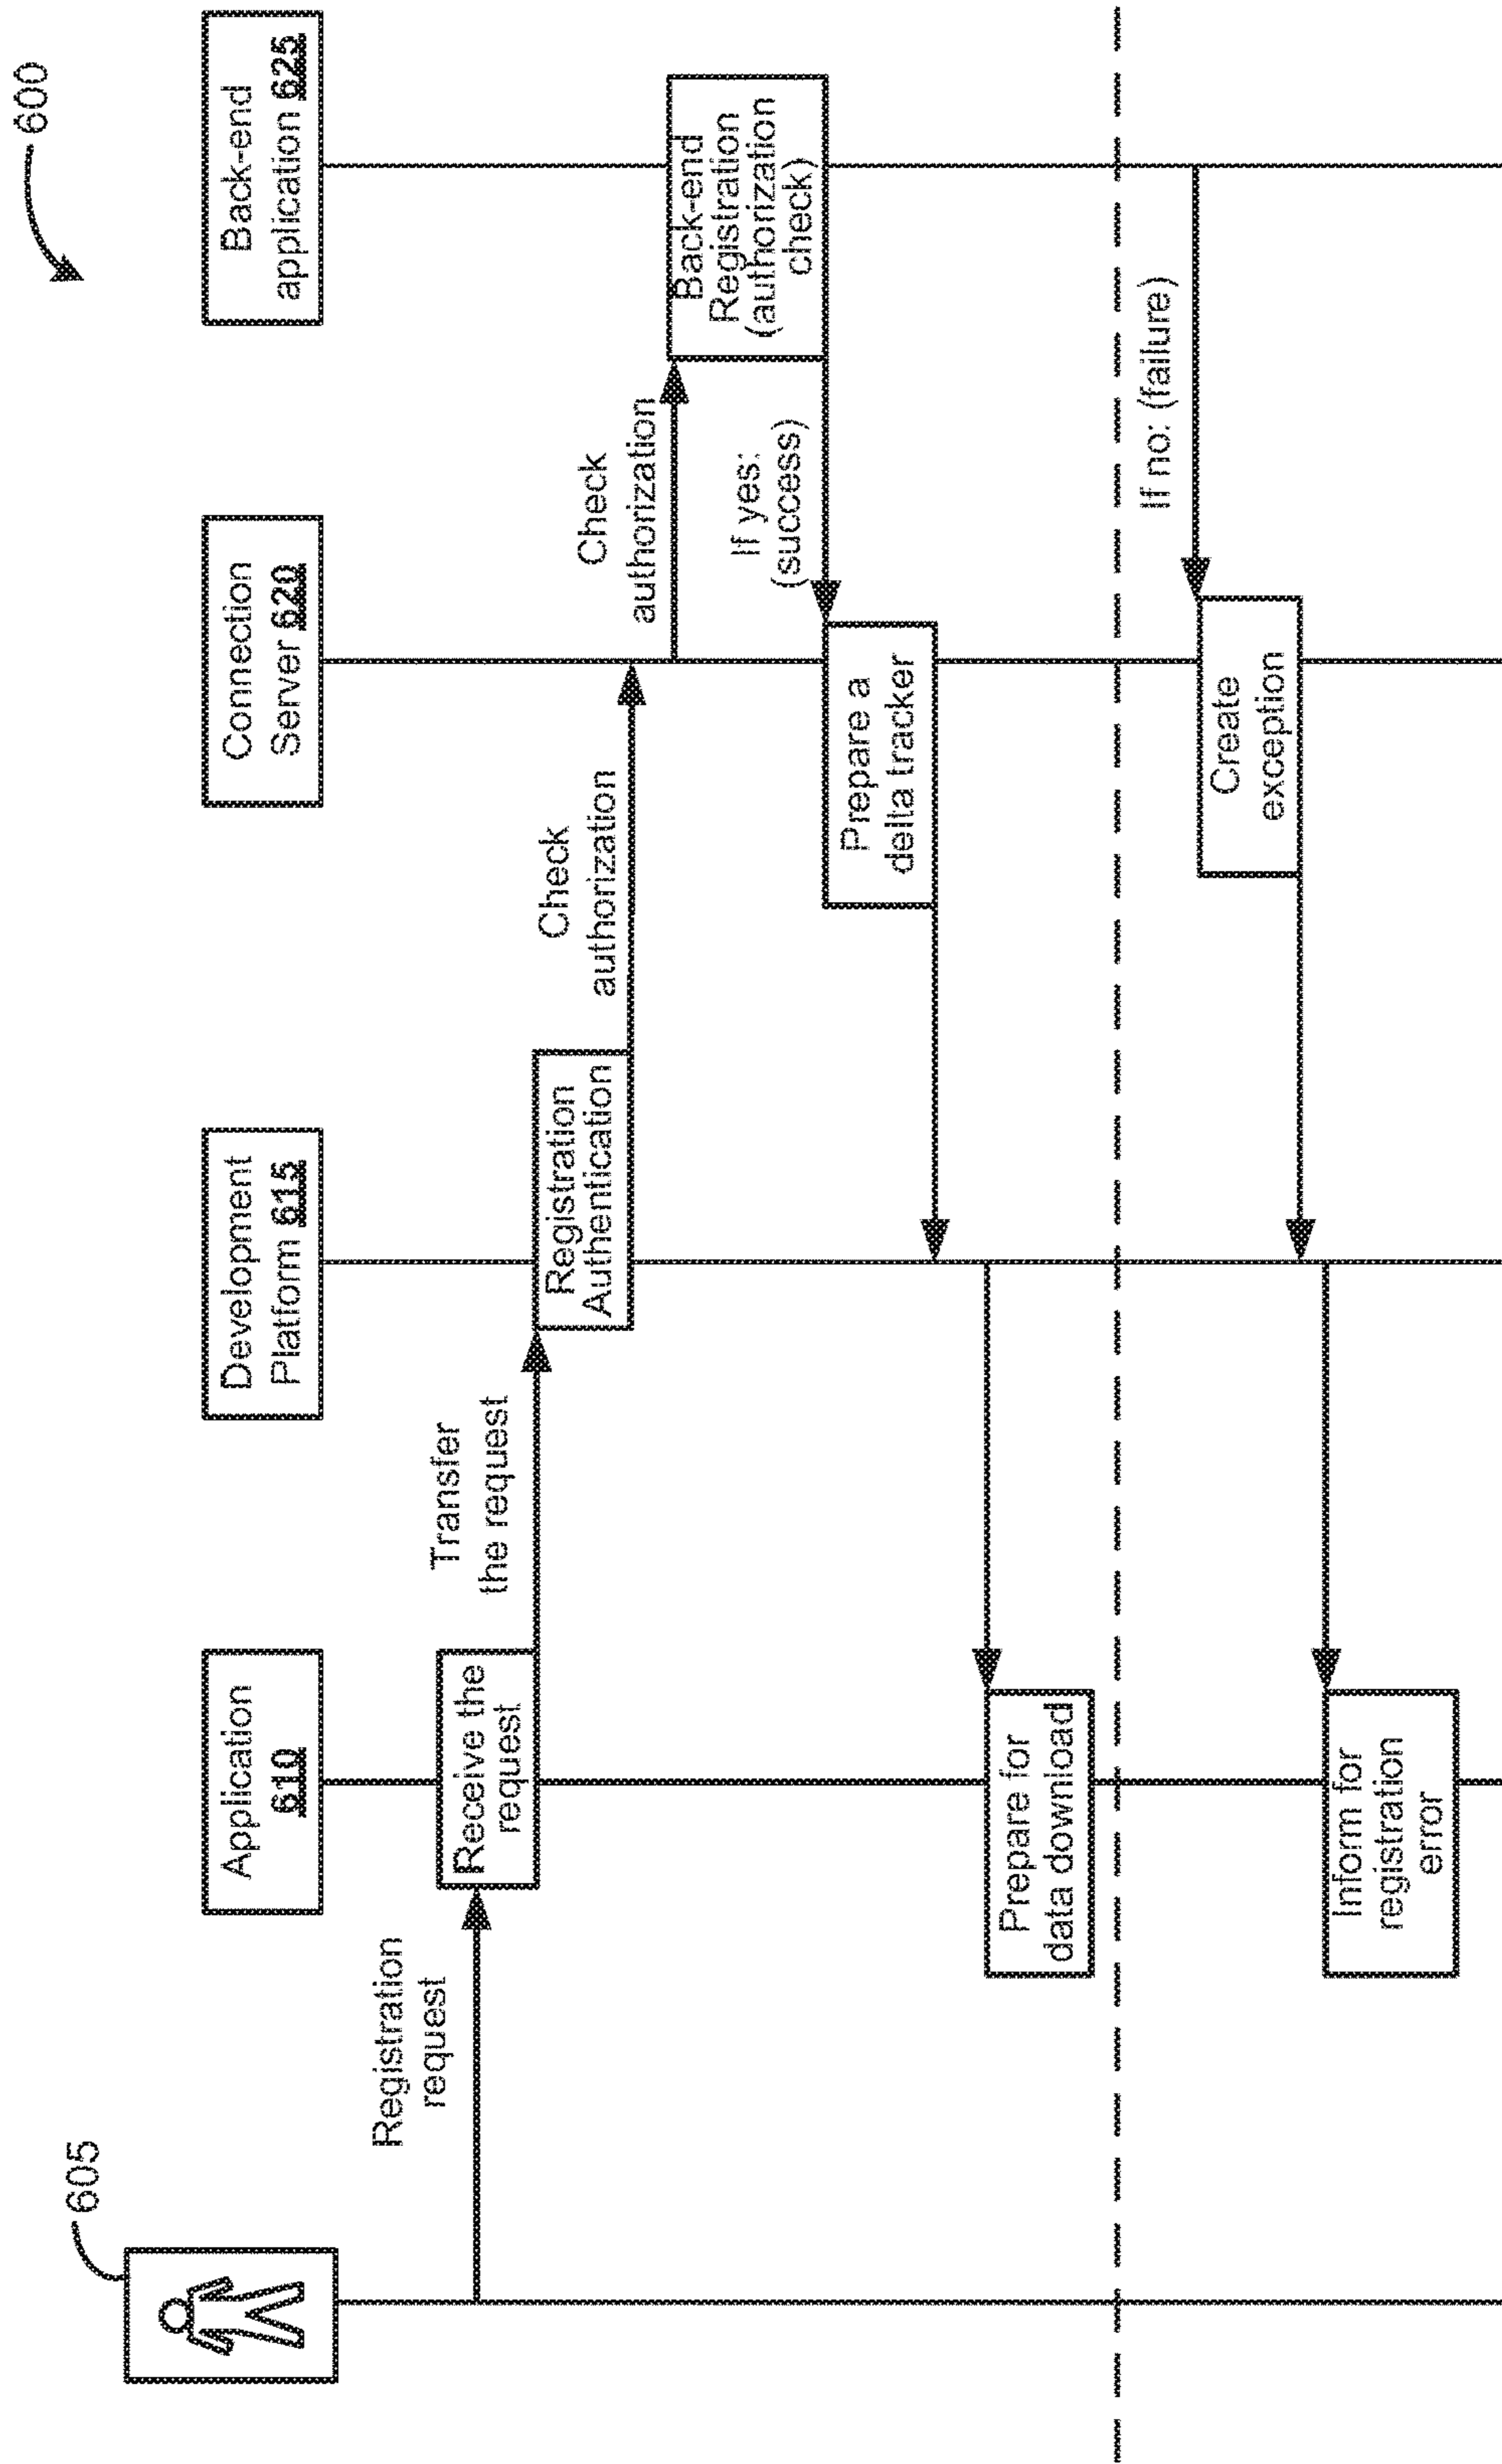 600
605
Application
610
Development
Platform 615
Connection
Server 620
Back-end
application 625
Registration
request
Receive the
request
Transfer
the request
Registration
Authentication
Check
authorization
Check
authorization
Back-end
Registration
(authorization
check)
If yes:
(success)
Prepare a
delta tracker
Prepare for
data download
If no: (failure)
Create
exception
Inform for
registration
error